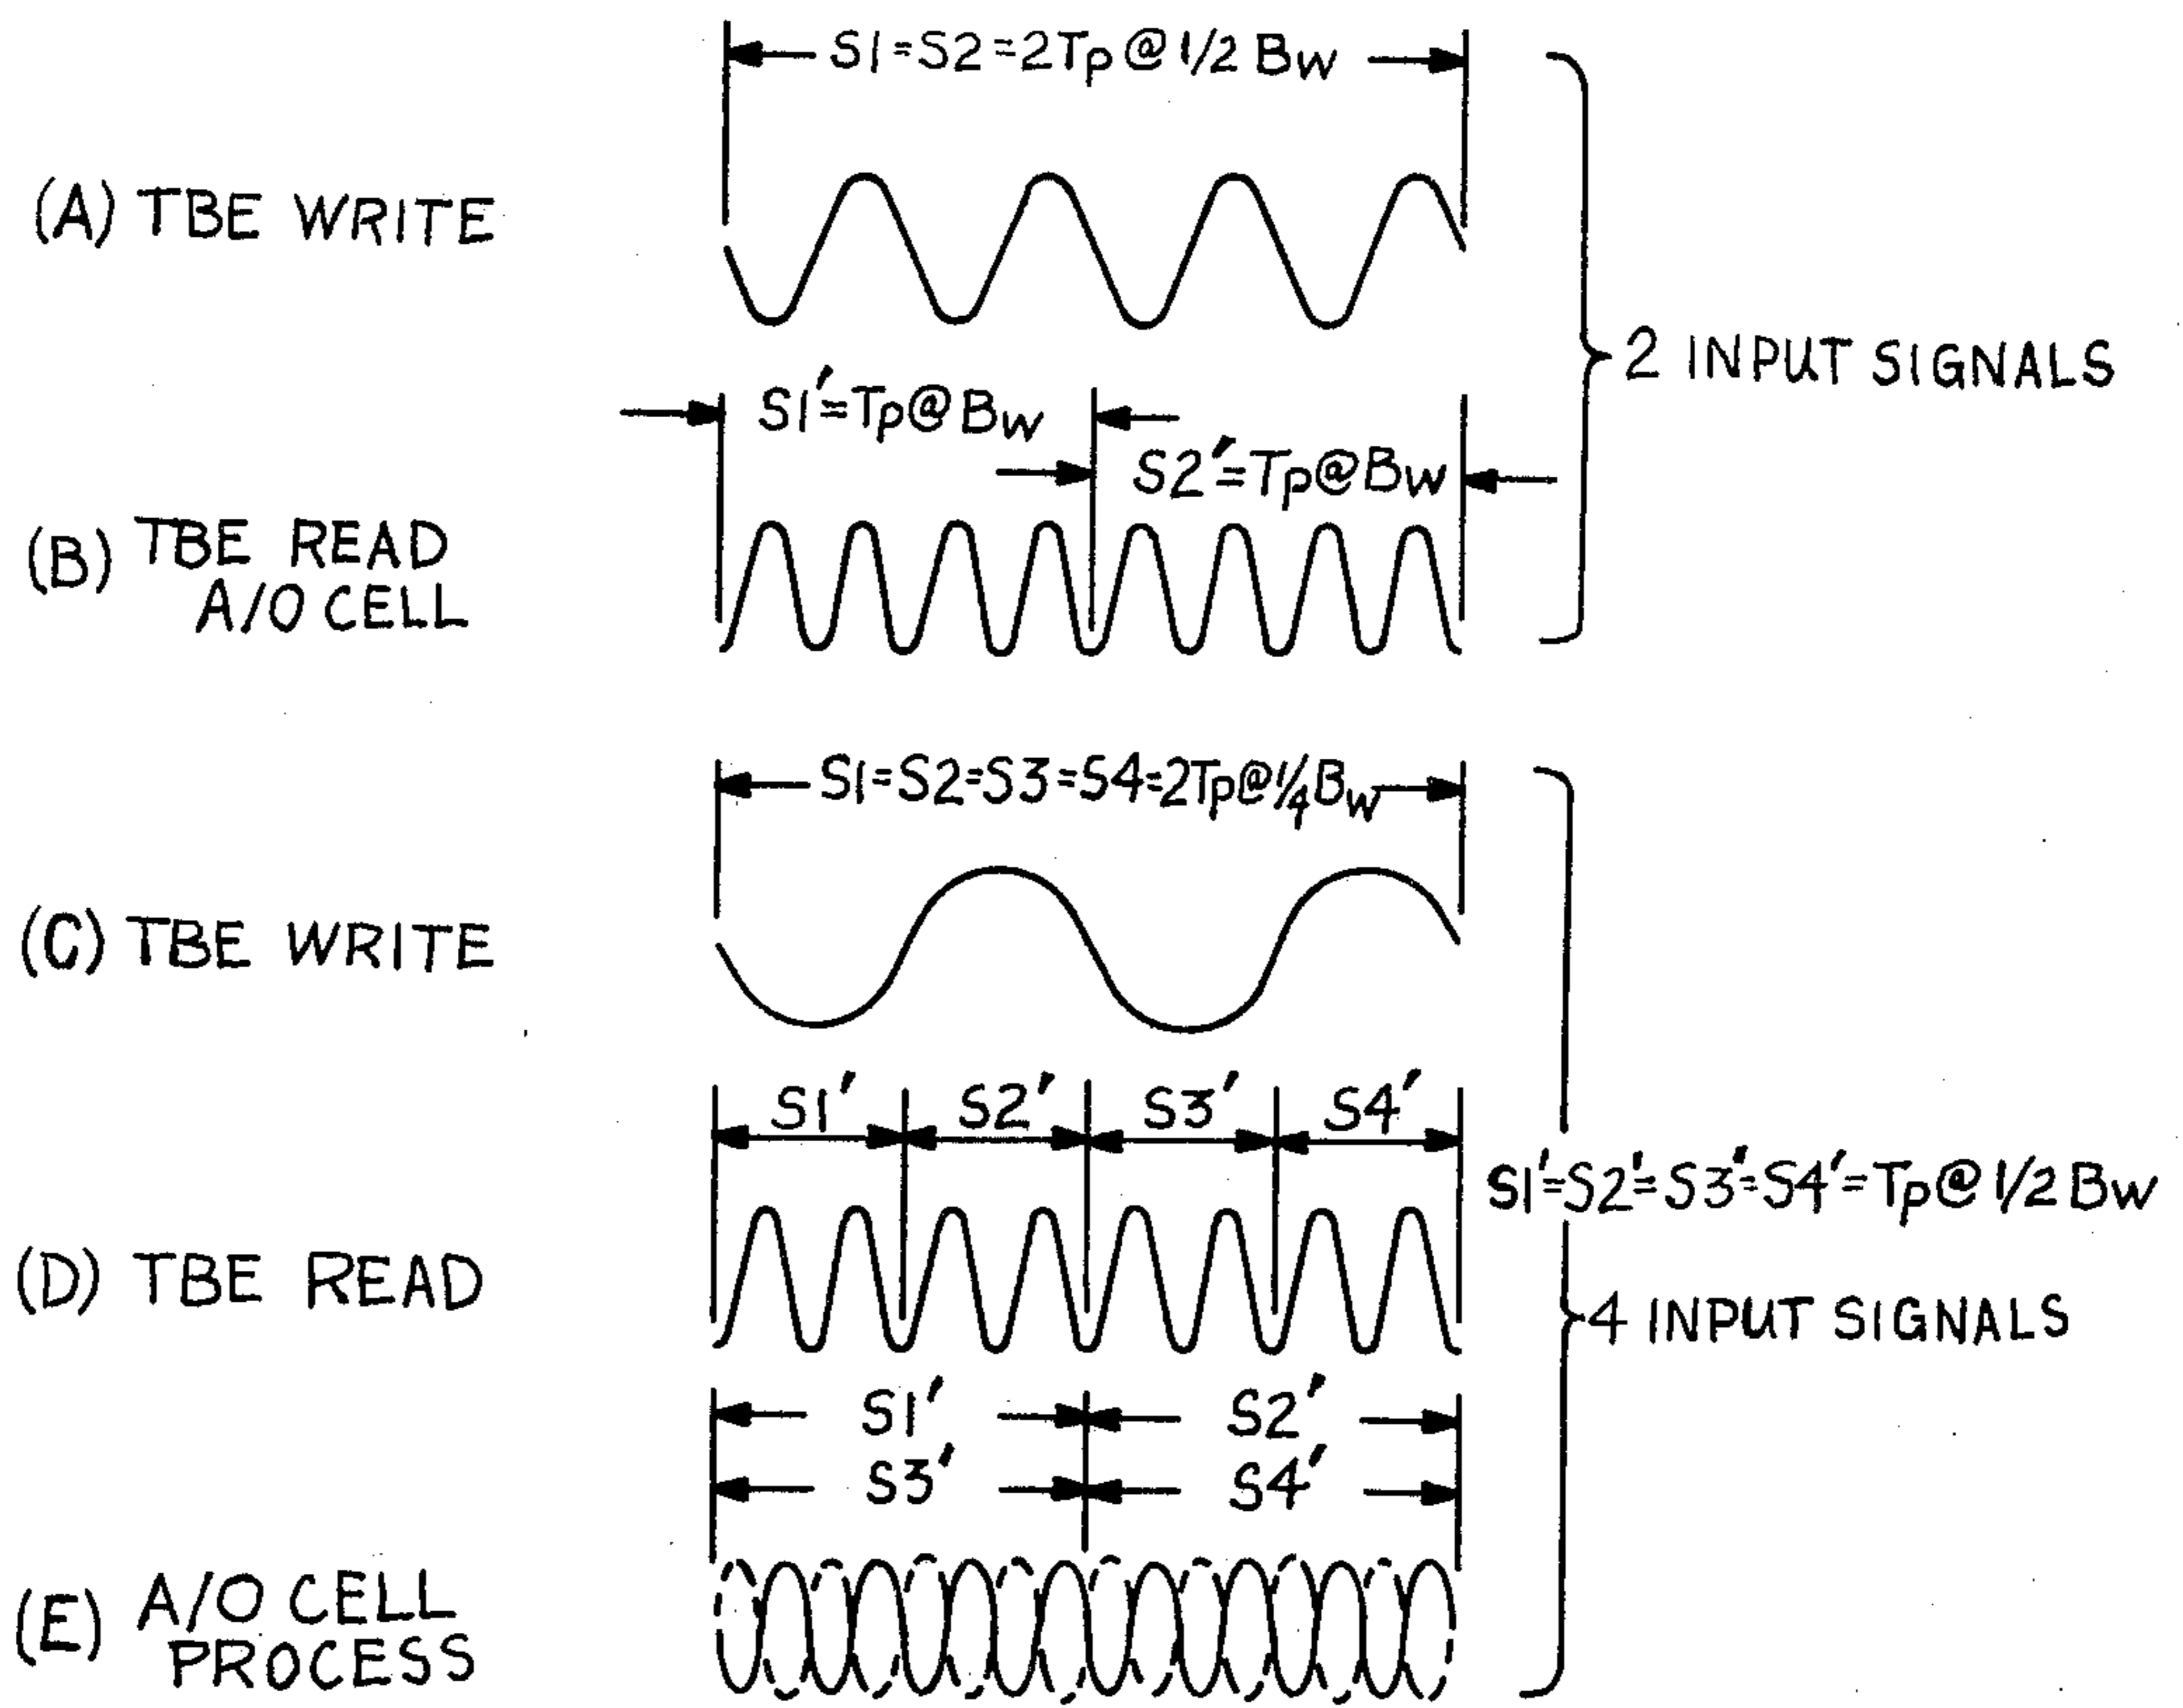 S1=S2=2Tp@1/2 BW
(A) TBE WRITE
2 INPUT SIGNALS
S1'=Tp@BW
S2'=Tp@BW
(B) TBE READ
A/O CELL
S1=S2=S3=S4=2Tp@1/4BW
(C) TBE WRITE
S1' S2' S3' S4'
S1'=S2'=S3'=S4'=Tp@1/2 BW
(D) TBE READ
4 INPUT SIGNALS
S1' S2'
S3' S4'
(E) A/O CELL
PROCESS